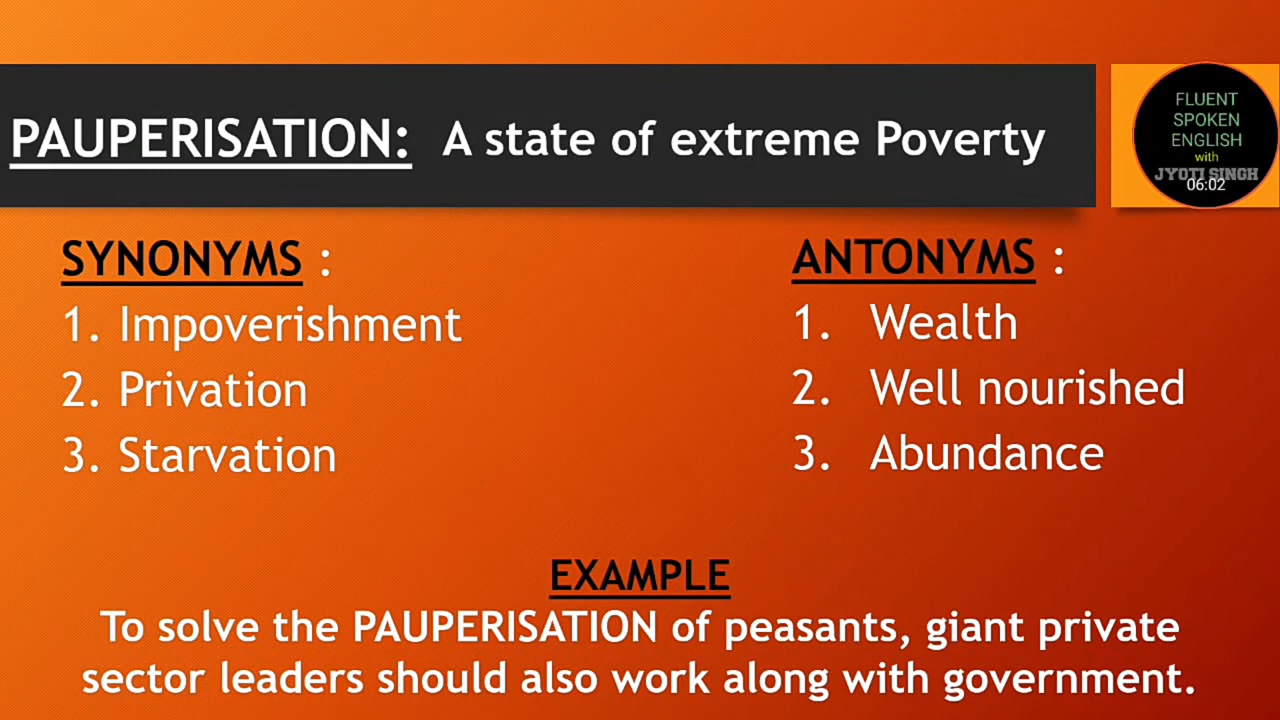 PAUPERISATION: A state of extreme Poverty
FLUENT
SPOKEN
ENGLISH
with
JYOTI SINGH
06:02
SYNONYMS :
1. Impoverishment
2. Privation
3. Starvation
ANTONYMS :
1. Wealth
2. Well nourished
3. Abundance
EXAMPLE
To solve the PAUPERISATION of peasants, giant private
sector leaders should also work along with government.